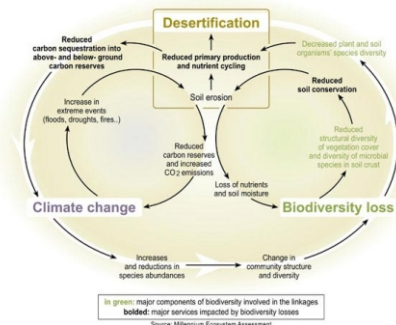 Desertification
Reduced
carbon sequestration into
above- and below- ground
carbon reserves
Reduced primary production
and nutrient cycling
Decreased plant and soil
organisms' species diversity
Soil erosion
Reduced
soil conservation
Increase in
extreme events
(floods, droughts, fires..)
Reduced
carbon reserves
and increased
CO2 emissions
Reduced
structural diversity
of vegetation cover
and diversity of microbial
species in soil crust
Loss of nutrients
and soil moisture
Climate change
Biodiversity loss
Increases
and reductions in
species abundances
Change in
community structure
and diversity
in green: major components of biodiversity involved in the linkages
bolded: major services impacted by biodiversity losses
Source: Millennium Ecosystem Assessment